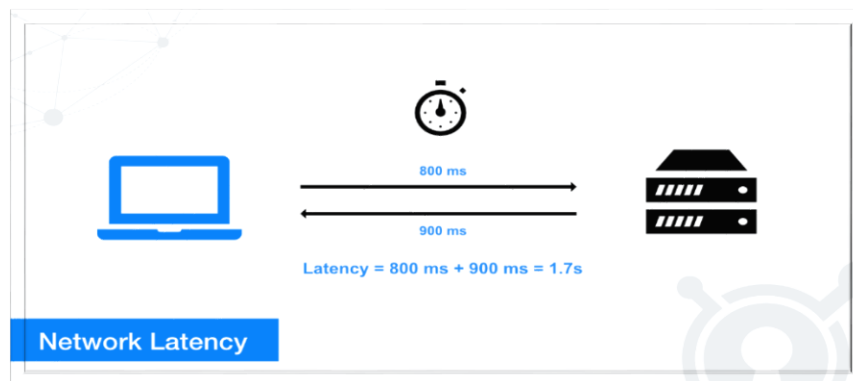 800 ms
900 ms
Latency = 800 ms + 900 ms = 1.7s
Network Latency